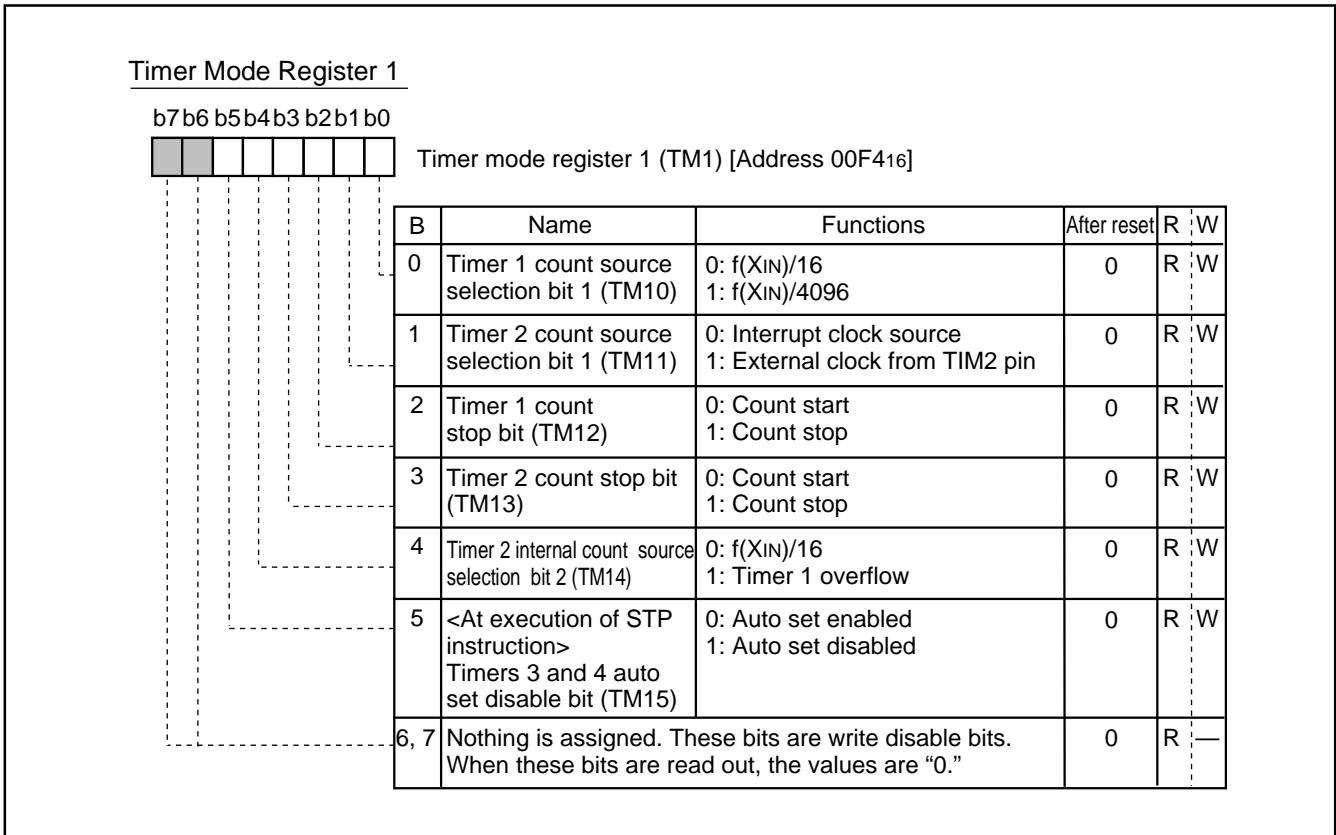 Timer Mode Register 1
b7 b6 b5 b4 b3 b2 b1 b0
Timer mode register 1 (TM1) [Address 00F416]
B Name Functions After reset R W
0 Timer 1 count source 0: f(XIN)/16 0 R W
selection bit 1 (TM10) 1: f(XIN)/4096
1 Timer 2 count source 0: Interrupt clock source 0 R W
selection bit 1 (TM11) 1: External clock from TIM2 pin
2 Timer 1 count 0: Count start 0 R W
stop bit (TM12) 1: Count stop
3 Timer 2 count stop bit 0: Count start 0 R W
(TM13) 1: Count stop
4 Timer 2 internal count source 0: f(XIN)/16 0 R W
selection bit 2 (TM14) 1: Timer 1 overflow
5 <At execution of STP 0: Auto set enabled 0 R W
instruction> 1: Auto set disabled
Timers 3 and 4 auto
set disable bit (TM15)
6, 7 Nothing is assigned. These bits are write disable bits. 0 R —
When these bits are read out, the values are “0.”